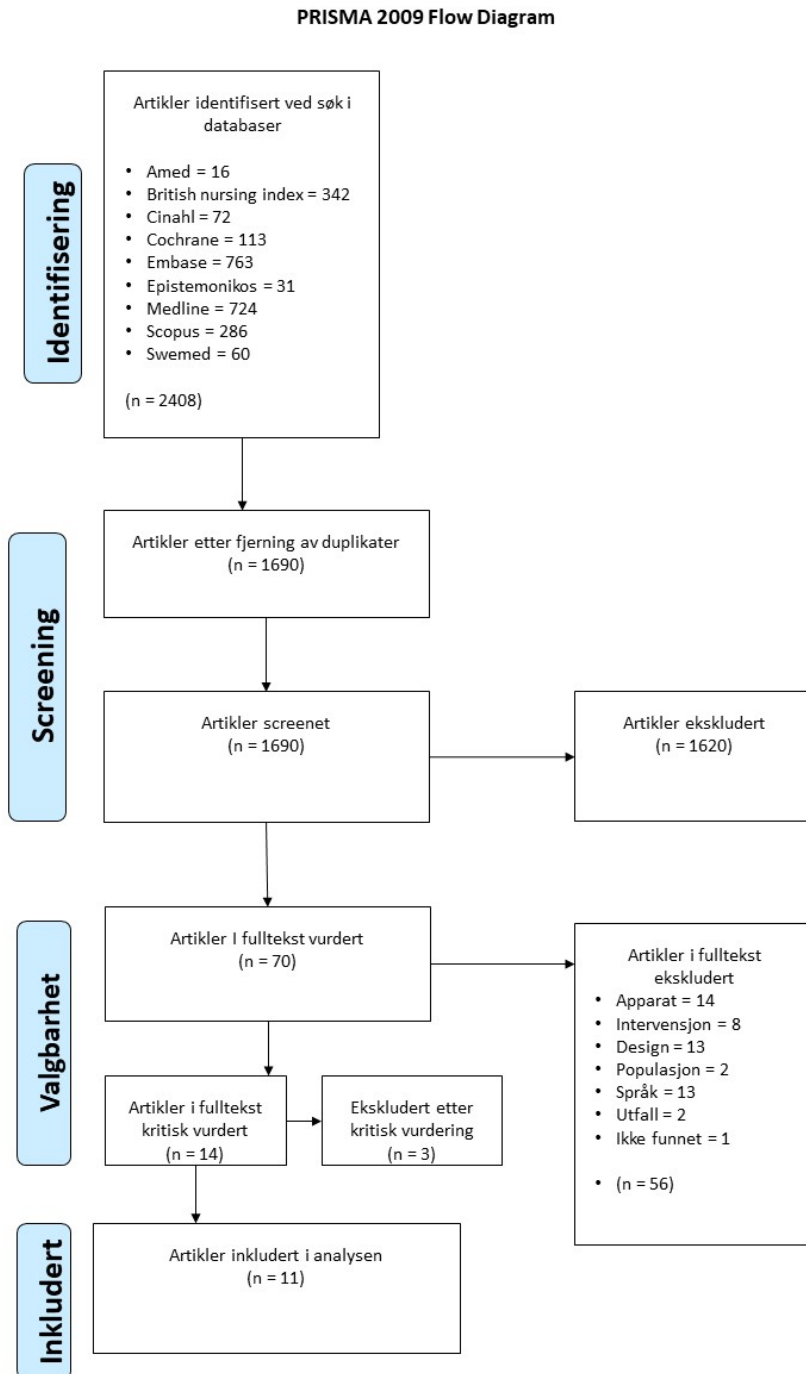 PRISMA 2009 Flow Diagram
Identifisering
Artikler identifisert ved søk i
databaser
• Amed = 16
• British nursing index = 342
• Cinahl = 72
• Cochrane = 113
• Embase = 763
• Epistemonikos = 31
• Medline = 724
• Scopus = 286
• Swemed = 60
(n = 2408)
Screening
Artikler etter fjerning av duplikater
(n = 1690)
Artikler screenet
(n = 1690)
Artikler ekskludert
(n = 1620)
Valgbarhet
Artikler I fulltekst vurdert
(n = 70)
Artikler i fulltekst
ekskludert
• Apparat = 14
• Intervensjon = 8
• Design = 13
• Populasjon = 2
• Språk = 13
• Utfall = 2
• Ikke funnet = 1
• (n = 56)
Artikler i fulltekst
kritisk vurdert
(n = 14)
Ekskludert etter
kritisk vurdering
(n = 3)
Inkludert
Artikler inkludert i analysen
(n = 11)